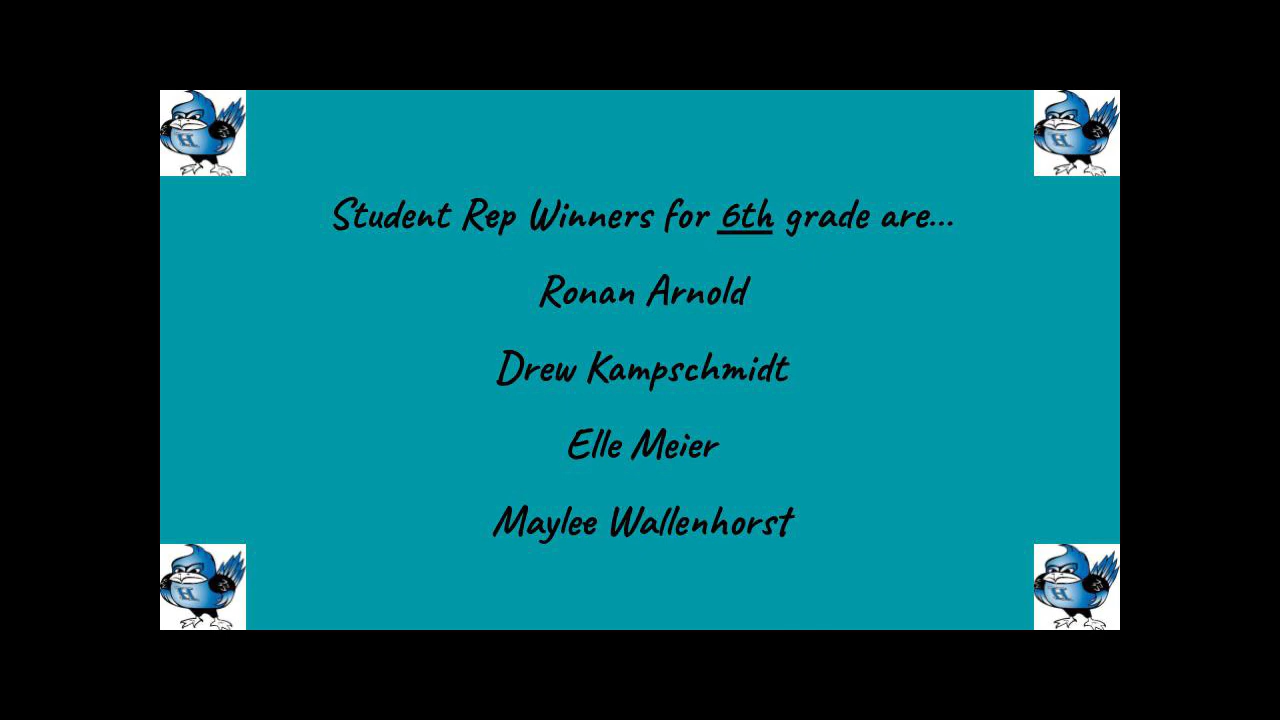 Student Rep Winners for 6th grade are...
Ronan Arnold
Drew Kampschmidt
Elle Meier
Maylee Wallenhorst
H
H
H
H